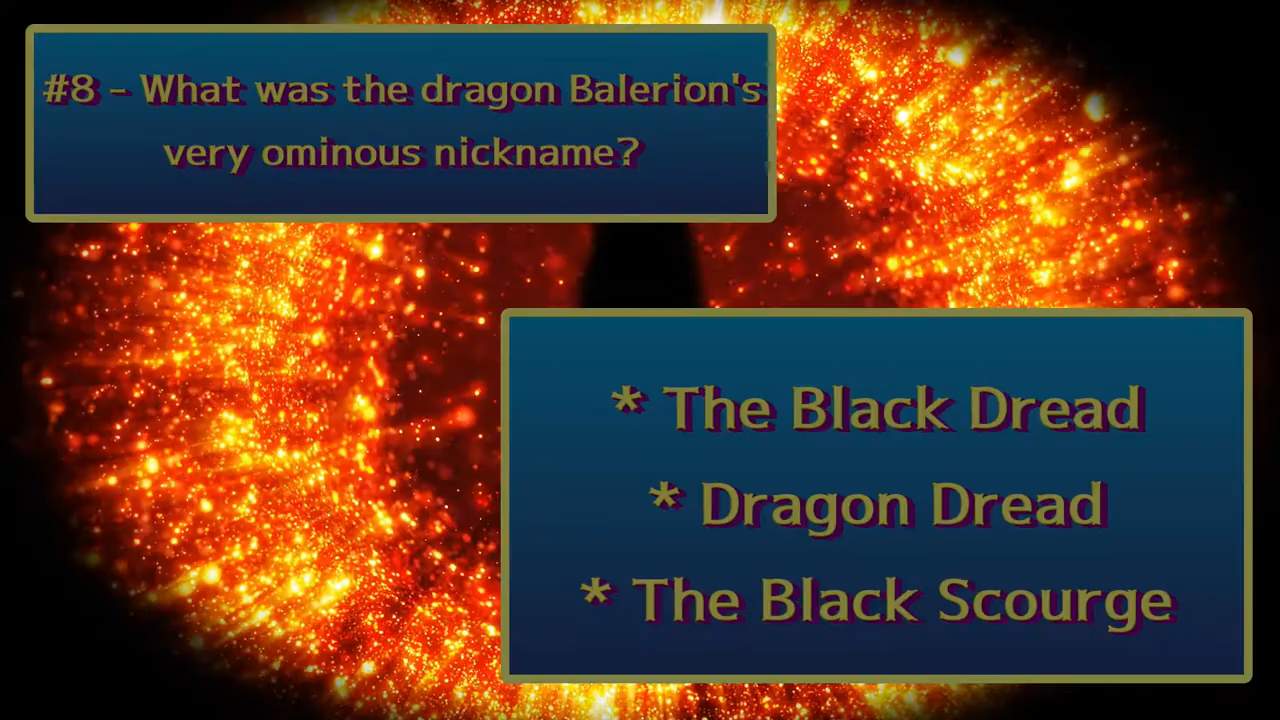 #8 - What was the dragon Balerion's
very ominous nickname?
* The Black Dread
* Dragon Dread
* The Black Scourge